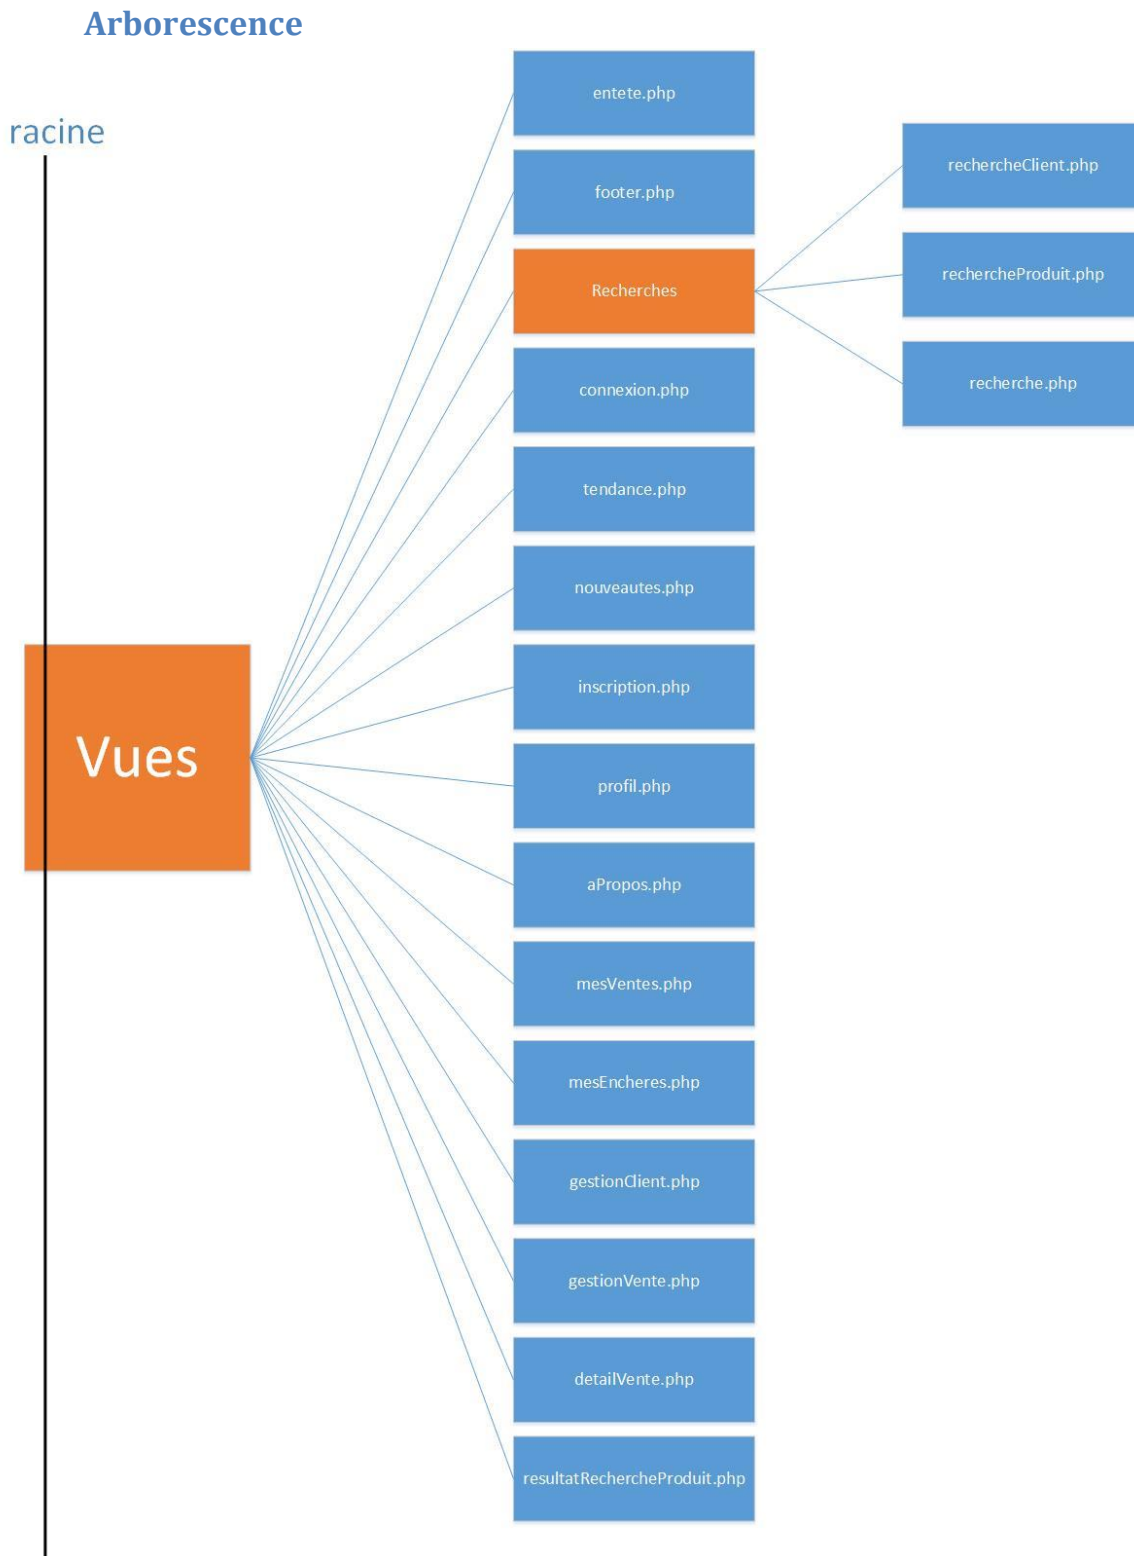 Arborescence
racine
Vues
entete.php
footer.php
Recherches
connexion.php
tendance.php
nouveautes.php
inscription.php
profil.php
aPropos.php
mesVentes.php
mesEncheres.php
gestionClient.php
gestionVente.php
detailVente.php
resultatRechercheProduit.php
rechercheClient.php
rechercheProduit.php
recherche.php